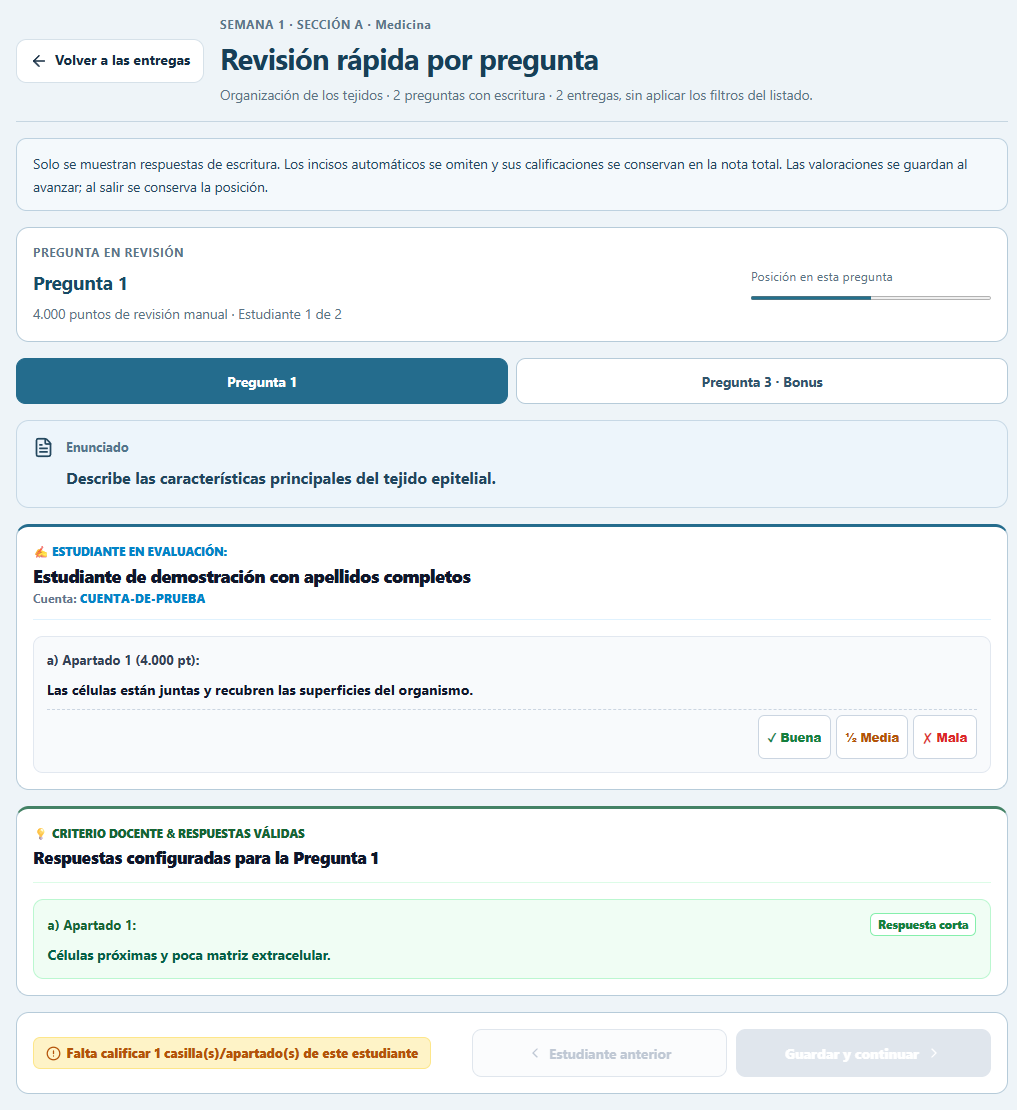 SEMANA 1 · SECCIÓN A · Medicina
← Volver a las entregas
Revisión rápida por pregunta
Organización de los tejidos · 2 preguntas con escritura · 2 entregas, sin aplicar los filtros del listado.
Solo se muestran respuestas de escritura. Los incisos automáticos se omiten y sus calificaciones se conservan en la nota total. Las valoraciones se guardan al
avanzar; al salir se conserva la posición.
PREGUNTA EN REVISIÓN
Pregunta 1
4.000 puntos de revisión manual · Estudiante 1 de 2
Posición en esta pregunta
Pregunta 1
Pregunta 3 · Bonus
Enunciado
Describe las características principales del tejido epitelial.
✍ ESTUDIANTE EN EVALUACIÓN:
Estudiante de demostración con apellidos completos
Cuenta: CUENTA-DE-PRUEBA
a) Apartado 1 (4.000 pt):
Las células están juntas y recubren las superficies del organismo.
✓ Buena
½ Media
✗ Mala
💡 CRITERIO DOCENTE & RESPUESTAS VÁLIDAS
Respuestas configuradas para la Pregunta 1
a) Apartado 1:
Respuesta corta
Células próximas y poca matriz extracelular.
Falta calificar 1 casilla(s)/apartado(s) de este estudiante
‹ Estudiante anterior
Guardar y continuar ›